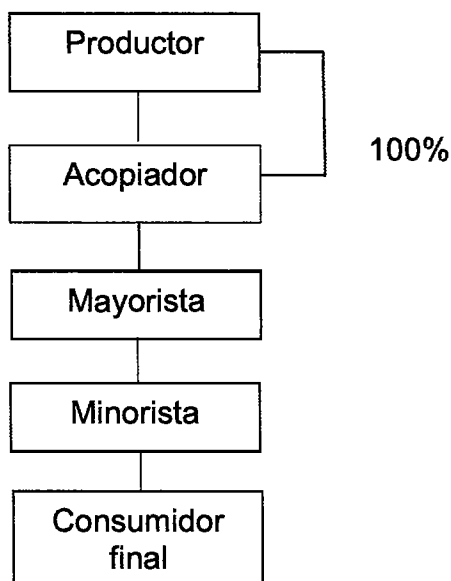 Productor
100%
Acopiador
Mayorista
Minorista
Consumidor
final